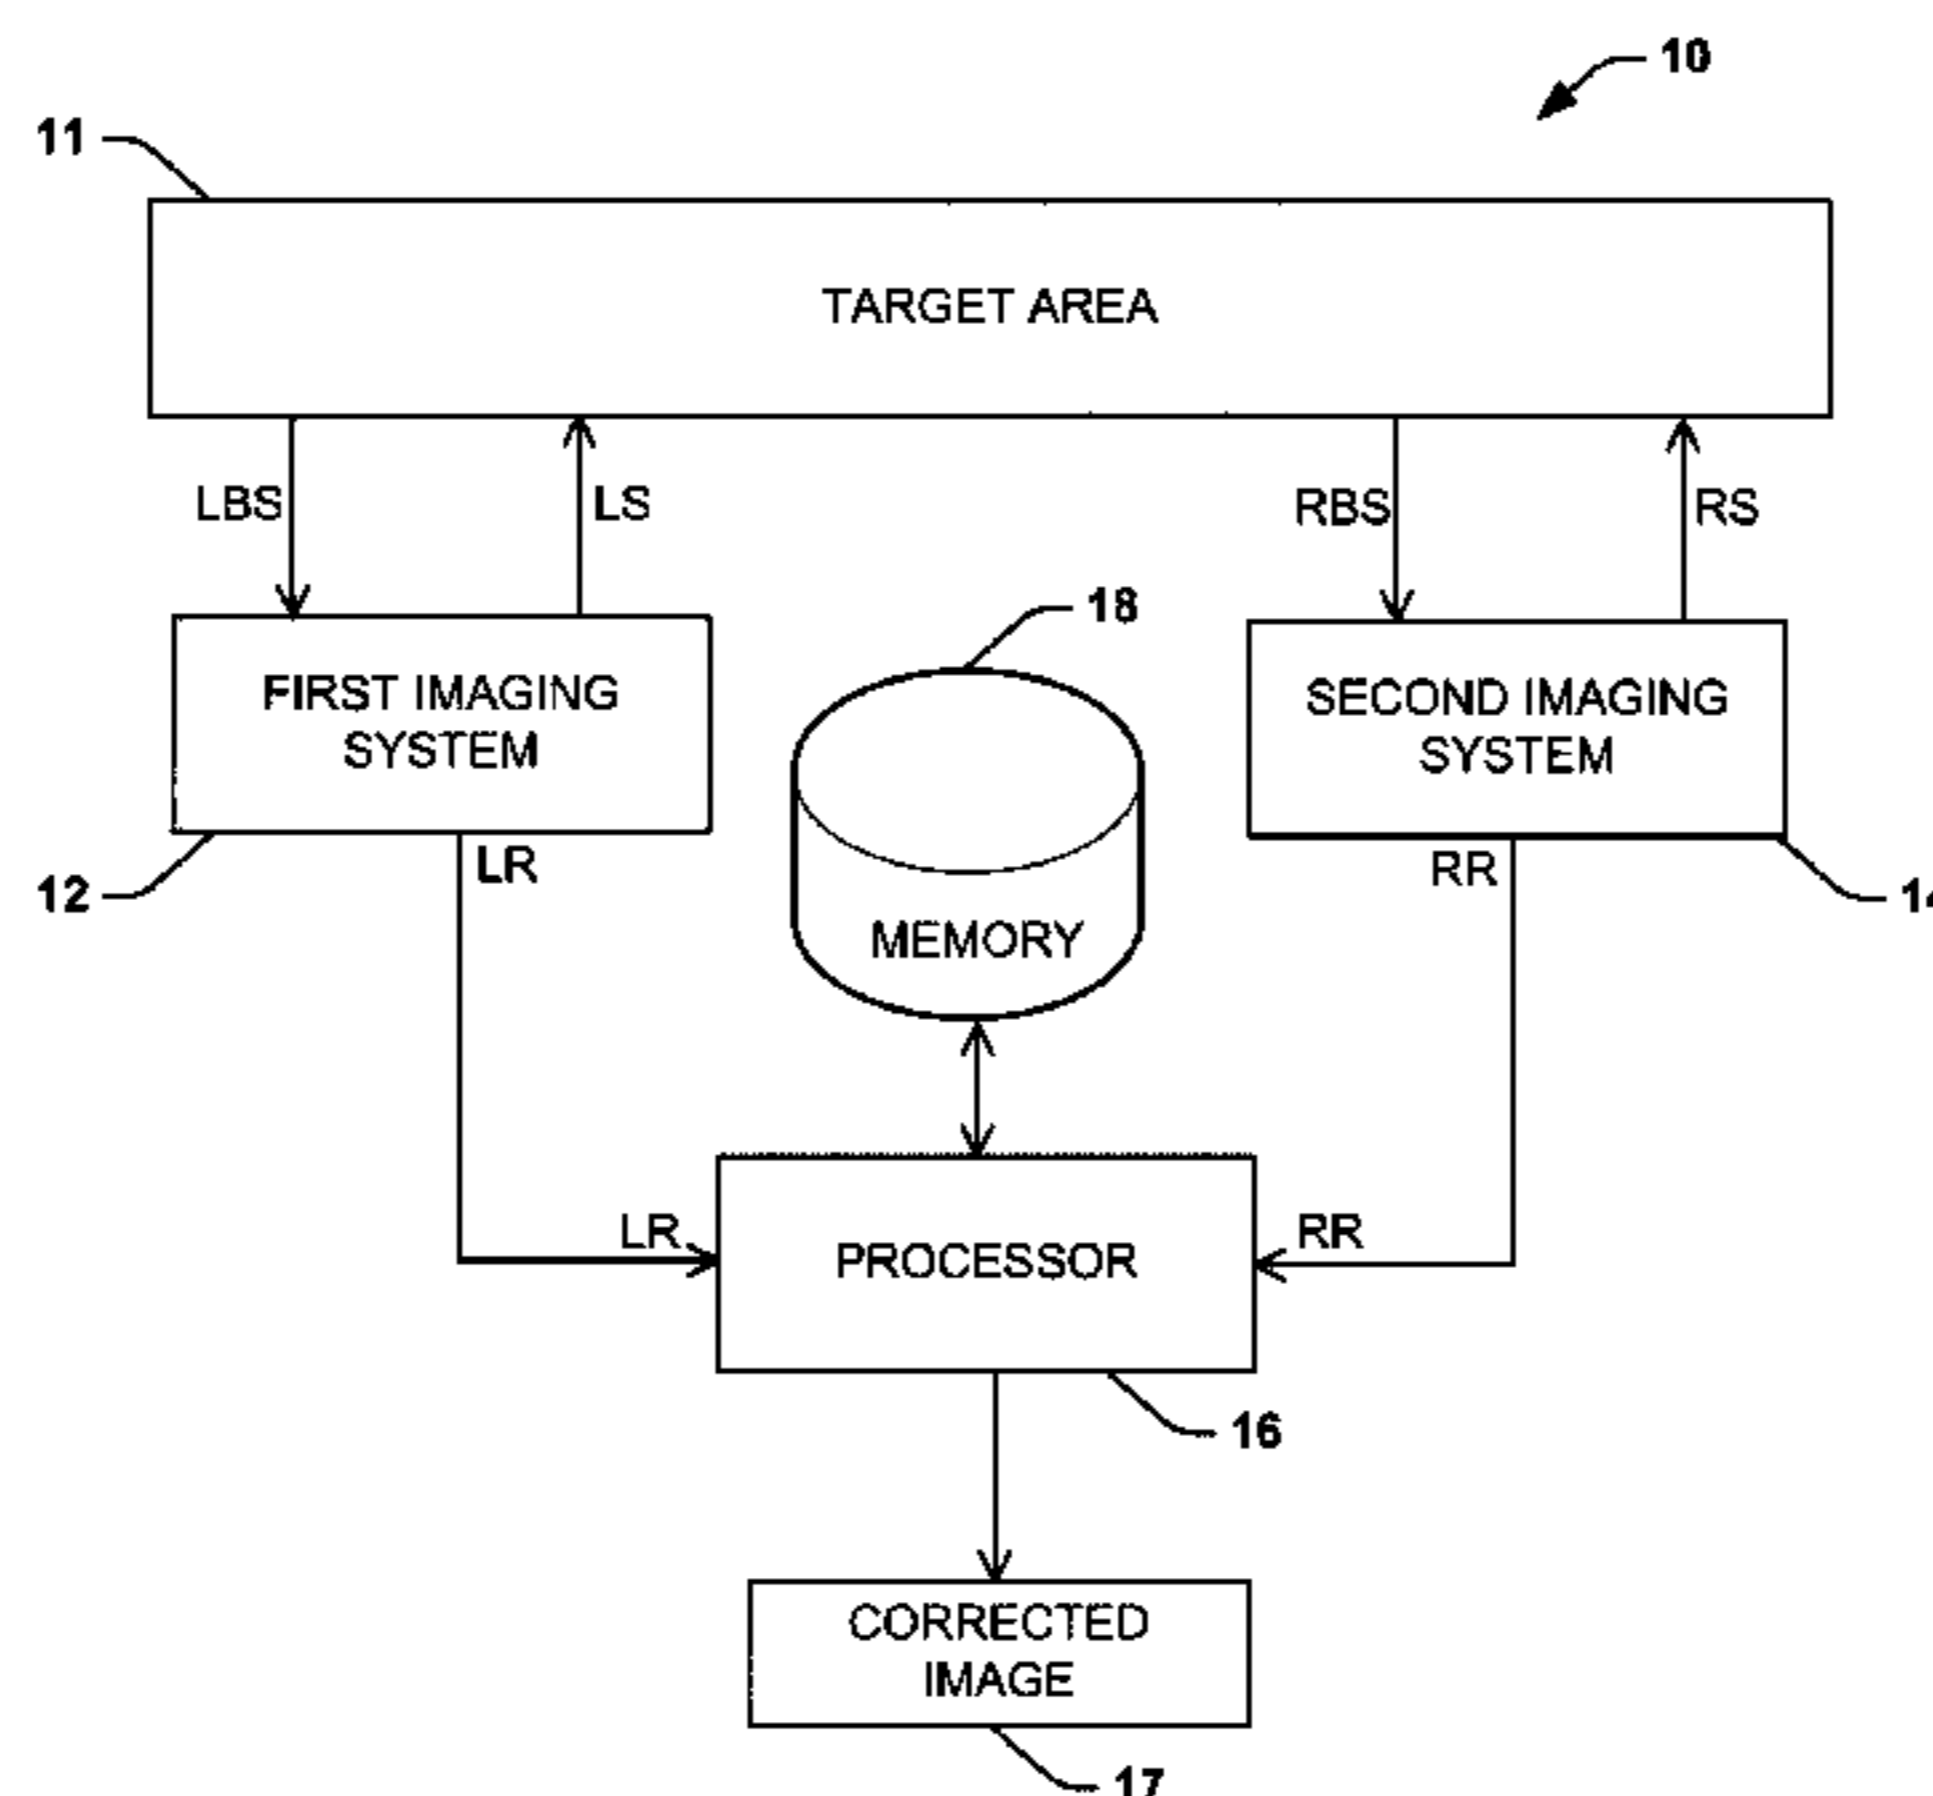 10
11
TARGET AREA
LBS
LS
RBS
RS
18
FIRST IMAGING
SYSTEM
SECOND IMAGING
SYSTEM
MEMORY
12
LR
RR
14
LR
PROCESSOR
RR
16
CORRECTED
IMAGE
17